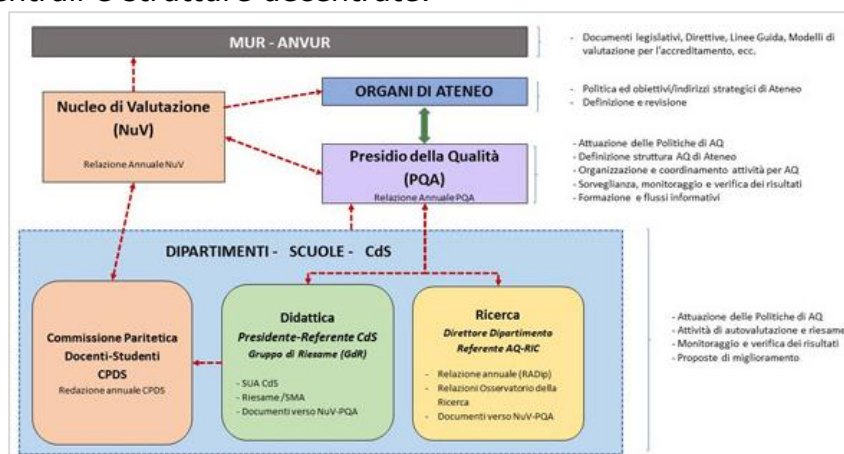 MUR - ANVUR
- Documenti legislativi, Direttive, Linee Guida, Modelli di
valutazione per l'accreditamento, ecc.
Nucleo di Valutazione
(NuV)
Relazione Annuale NuV
ORGANI DI ATENEO
- Politica ed obiettivi/indirizzi strategici di Ateneo
- Definizione e revisione
Presidio della Qualità
(PQA)
Relazione Annuale PQA
- Attuazione delle Politiche di AQ
- Definizione struttura AQ di Ateneo
- Organizzazione e coordinamento attività per AQ
- Sorveglianza, monitoraggio e verifica dei risultati
- Formazione e flussi informativi
DIPARTIMENTI - SCUOLE - CdS
Commissione Paritetica
Docenti-Studenti
CPDS
Redazione annuale CPDS
Didattica
Presidente-Referente CdS
Gruppo di Riesame (GdR)
- SUA CdS
- Riesame /SMA
- Documenti verso NuV-PQA
Ricerca
Direttore Dipartimento
Referente AQ-RIC
- Relazione annuale (RADip)
- Relazioni Osservatorio della
Ricerca
- Documenti verso NuV-PQA
- Attuazione delle Politiche di AQ
- Attività di autovalutazione e riesame
- Monitoraggio e verifica dei risultati
- Proposte di miglioramento